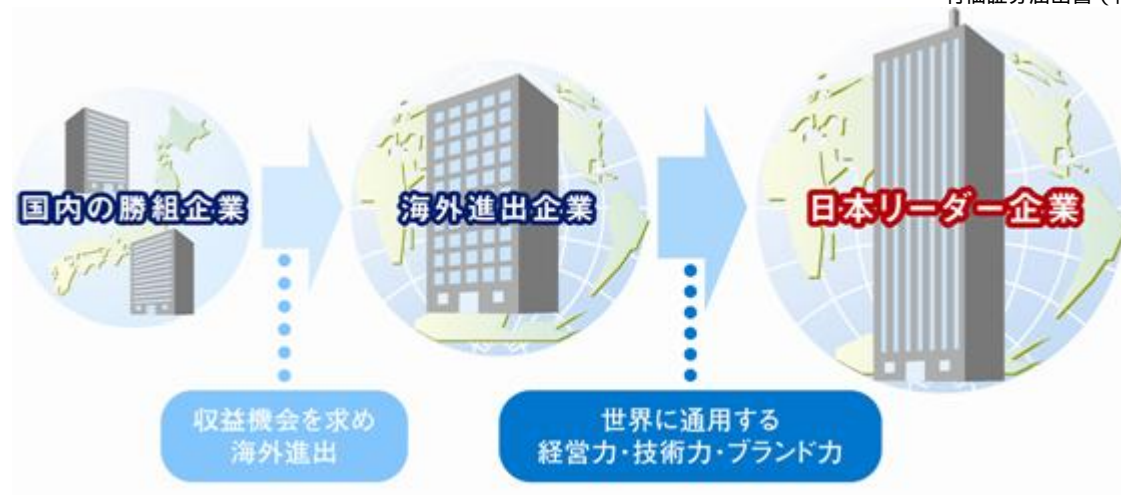 国内の勝組企業
海外進出企業
日本リーダー企業
収益機会を求め
海外進出
世界に通用する
経営力・技術力・ブランド力